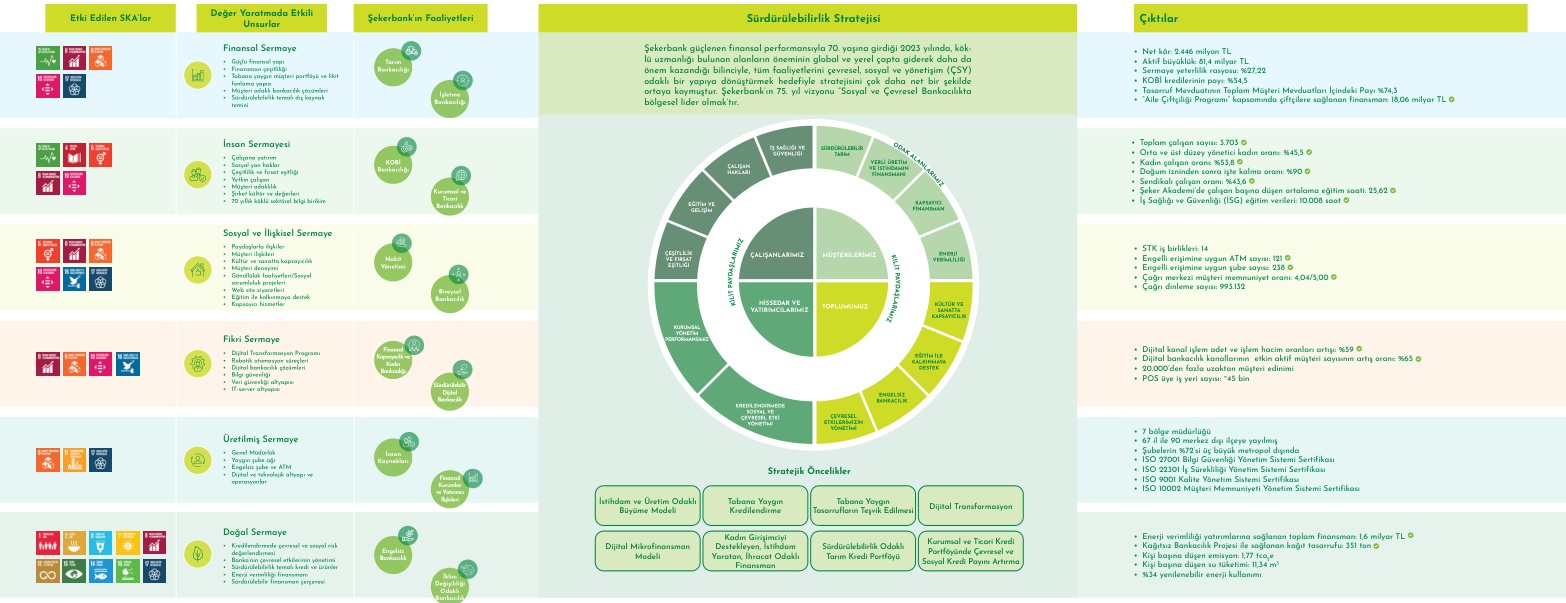 Etki Edilen SKA'lar
Değer Yaratmada Etkili
Unsurlar
Şekerbank'ın Faaliyetleri
Sürdürülebilirlik Stratejisi
Çıktılar
Finansal Sermaye
• Güçlü finansal yapı
• Finansman çeşitliliği
• Tabana yaygın müşteri portföyü ve likit
fonlama yapısı
• Müşteri odaklı bankacılık çözümleri
• Sürdürülebilirlik temalı dış kaynak
temini
Tarım
Bankacılığı
İşletme
Bankacılığı
İnsan Sermayesi
• Çalışana yatırım
• Sosyal yan haklar
• Çeşitlilik ve fırsat eşitliği
• Yetkin çalışan
• Müşteri odaklılık
• Şirket kültür ve değerleri
• 70 yıllık köklü sektörel bilgi birikim
KOBİ
Bankacılığı
Kurumsal ve
Ticari
Bankacılık
Sosyal ve İlişkisel Sermaye
• Paydaşlarla ilişkiler
• Müşteri ilişkileri
• Kültür ve sanatta kapsayıcılık
• Müşteri deneyimi
• Gönüllülük faaliyetleri/Sosyal
sorumluluk projeleri
• Web site ziyaretleri
• Eğitim ile kalkınmaya destek
• Kapsayıcı hizmetler
Nakit
Yönetimi
Bireysel
Bankacılık
Fikri Sermaye
• Dijital Transformasyon Programı
• Robotik otomasyon süreçleri
• Dijital bankacılık çözümleri
• Bilgi güvenliği
• Veri güvenliği altyapısı
• IT-server altyapısı
Finansal
Kapsayıcılık ve
Kadın
Bankacılığı
Sürdürülebilir
Dijital
Bankacılık
Üretilmiş Sermaye
• Genel Müdürlük
• Yaygın şube ağı
• Engelsiz şube ve ATM
• Dijital ve teknolojik altyapı ve
operasyonlar
İnsan
Kaynakları
Finansal
Kurumlar
ve Yatırımcı
İlişkileri
Doğal Sermaye
• Kredilendirmede çevresel ve sosyal risk
değerlendirmesi
• Banka'nın çevresel etkilerinin yönetimi
• Sürdürülebilirlik temalı kredi ve ürünler
• Enerji verimliliği finansmanı
• Sürdürülebilir finansman çerçevesi
Engelsiz
Bankacılık
İklim
Değişikliği
Odaklı
Bankacılık
Şekerbank güçlenen finansal performansıyla 70. yaşına girdiği 2023 yılında, kök-
lü uzmanlığı bulunan alanların öneminin global ve yerel çapta giderek daha da
önem kazandığı bilinciyle, tüm faaliyetlerini çevresel, sosyal ve yönetişim (ÇSY)
odaklı bir yapıya dönüştürmek hedefiyle stratejisini çok daha net bir şekilde
ortaya koymuştur. Şekerbank'ın 75. yıl vizyonu "Sosyal ve Çevresel Bankacılıkta
bölgesel lider olmak'tır.
ODAK ALANLARIMIZ
İŞ SAĞLIĞI VE
GÜVENLİĞİ
SÜRDÜRÜLEBİLİR
TARIM
ÇALIŞAN
HAKLARI
YERLİ ÜRETİM
VE İSTİHDAMIN
FİNANSMANI
EĞİTİM VE
GELİŞİM
KAPSAYICI
FİNANSMAN
ÇEŞİTLİLİK
VE FIRSAT
EŞİTLİĞİ
ENERJİ
VERİMLİLİĞİ
KİLİT PAYDAŞLARIMIZ
ÇALIŞANLARIMIZ
MÜŞTERİLERİMİZ
KİLİT PAYDAŞLARIMIZ
HİSSEDAR VE
YATIRIMCILARIMIZ
TOPLUMUMUZ
KURUMSAL
YÖNETİM
PERFORMANSIMIZ
KÜLTÜR VE
SANATTA
KAPSAYICILIK
EĞİTİM İLE
KALKINMAYA
DESTEK
KREDİLENDİRMEDE
SOSYAL VE
ÇEVRESEL ETKİ
YÖNETİMİ
ENGELSİZ
BANKACILIK
ÇEVRESEL
ETKİLERİMİZİN
YÖNETİMİ
Stratejik Öncelikler
İstihdam ve Üretim Odaklı
Büyüme Modeli
Tabana Yaygın
Kredilendirme
Tabana Yaygın
Tasarrufların Teşvik Edilmesi
Dijital Transformasyon
Dijital Mikrofinansman
Modeli
Kadın Girişimciyi
Destekleyen, İstihdam
Yaratan, İhracat Odaklı
Finansman
Sürdürülebilirlik Odaklı
Tarım Kredi Portföyü
Kurumsal ve Ticari Kredi
Portföyünde Çevresel ve
Sosyal Kredi Payını Artırma
• Net kâr: 2.446 milyon TL
• Aktif büyüklük: 81,4 milyar TL
• Sermaye yeterlilik rasyosu: %27,22
• KOBİ kredilerinin payı: %54,5
• Tasarruf Mevduatının Toplam Müşteri Mevduatları İçindeki Payı %74,3
• "Aile Çiftçiliği Programı" kapsamında çiftçilere sağlanan finansman: 18,06 milyar TL
• Toplam çalışan sayısı: 3.703
• Orta ve üst düzey yönetici kadın oranı: %45,5
• Kadın çalışan oranı: %53,8
• Doğum izninden sonra işte kalma oranı: %90
• Sendikalı çalışan oranı: %43,6
• Şeker Akademi'de çalışan başına düşen ortalama eğitim saati: 25,62
• İş Sağlığı ve Güvenliği (İSG) eğitim verileri: 10.008 saat
• STK iş birlikleri: 14
• Engelli erişimine uygun ATM sayısı: 121
• Engelli erişimine uygun şube sayısı: 238
• Çağrı merkezi müşteri memnuniyet oranı: 4,04/5,00
• Çağrı dinleme sayısı: 993.132
• Dijital kanal işlem adet ve işlem hacim oranları artışı: %59
• Dijital bankacılık kanallarının etkin aktif müşteri sayısının artış oranı: %65
• 20.000'den fazla uzaktan müşteri edinimi
• POS üye iş yeri sayısı: ~45 bin
• 7 bölge müdürlüğü
• 67 il ile 90 merkez dışı ilçeye yayılmış
• Şubelerin %72'si üç büyük metropol dışında
• ISO 27001 Bilgi Güvenliği Yönetim Sistemi Sertifikası
• ISO 22301 İş Sürekliliği Yönetim Sistemi Sertifikası
• ISO 9001 Kalite Yönetim Sistemi Sertifikası
• ISO 10002 Müşteri Memnuniyeti Yönetim Sistemi Sertifikası
• Enerji verimliliği yatırımlarına sağlanan toplam finansman: 1,6 milyar TL
• Kağıtsız Bankacılık Projesi ile sağlanan kağıt tasarrufu: 351 ton
• Kişi başına düşen emisyon: 1,77 tco₂e
• Kişi başına düşen su tüketimi: 11,34 m³
• %34 yenilenebilir enerji kullanımı